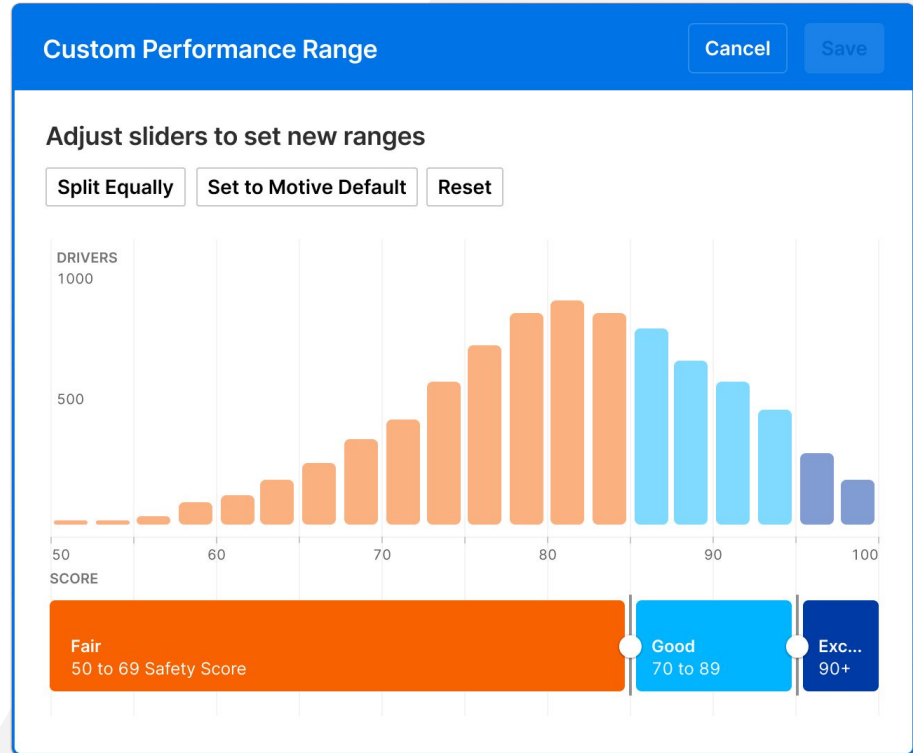 Custom Performance Range
Cancel
Save
Adjust sliders to set new ranges
Split Equally
Set to Motive Default
Reset
DRIVERS
1000
500
50 60 70 80 90 100
SCORE
Fair
50 to 69 Safety Score
Good
70 to 89
Exc...
90+